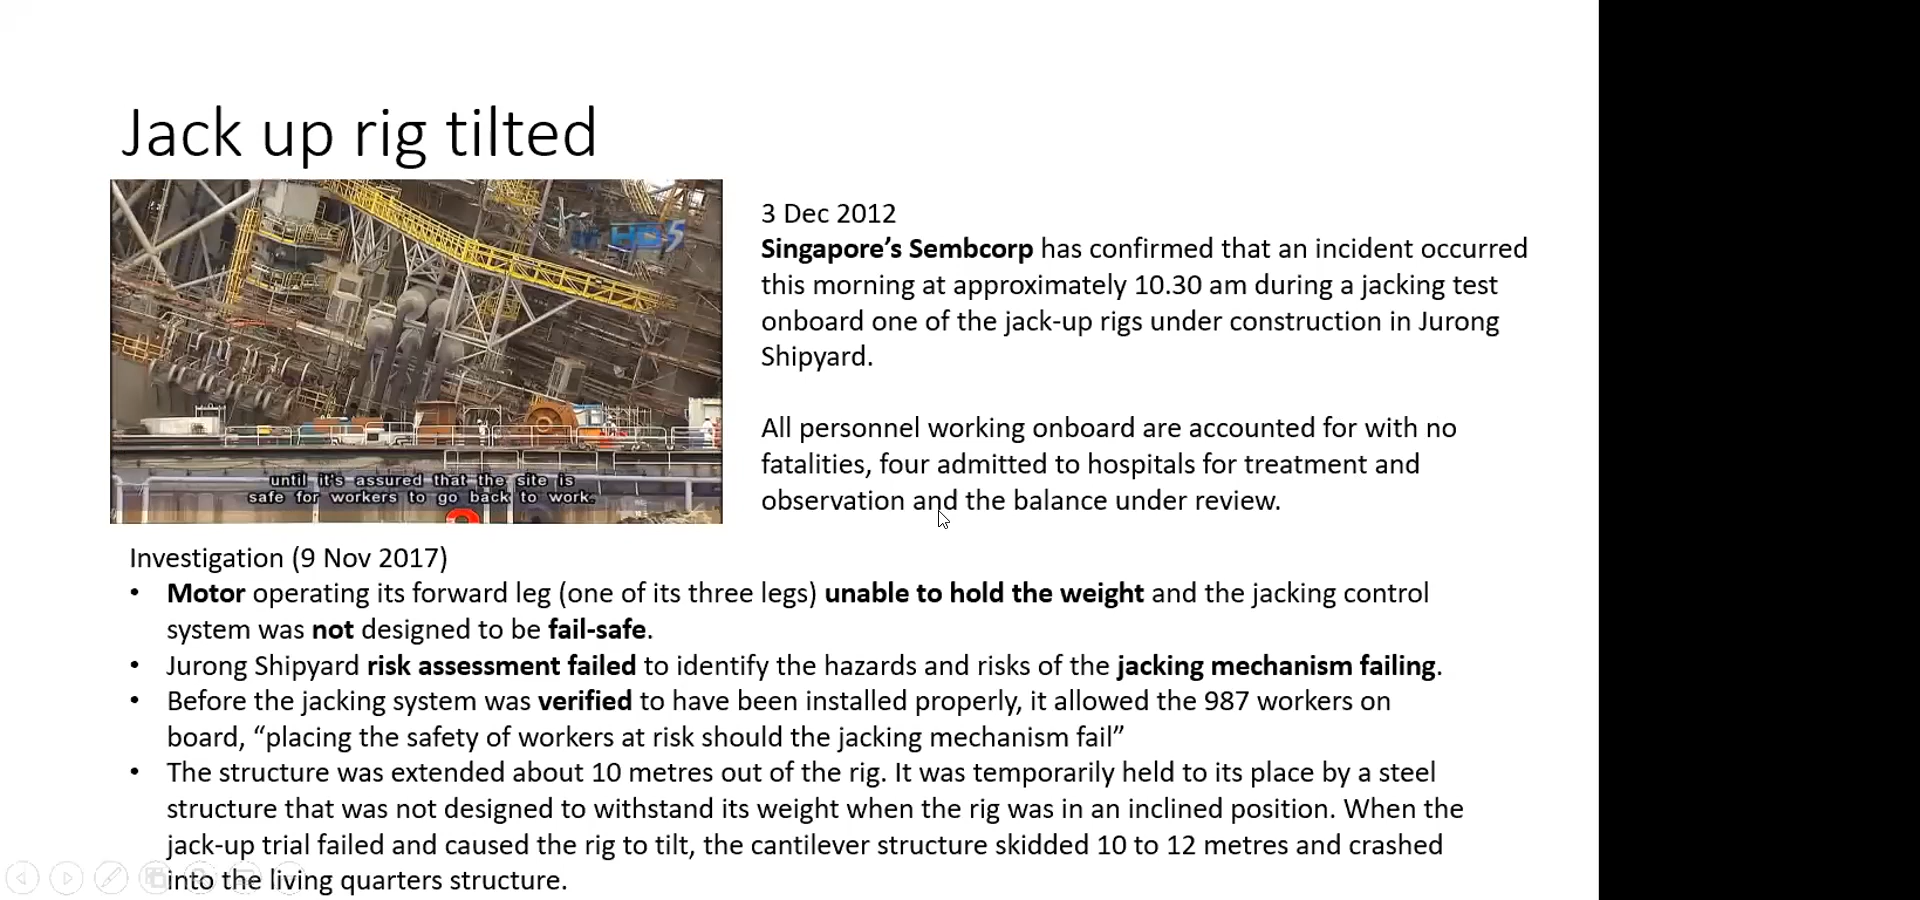 Jack up rig tilted
HD5
until it's assured that the site is
safe for workers to go back to work.
3 Dec 2012
Singapore’s Sembcorp has confirmed that an incident occurred
this morning at approximately 10.30 am during a jacking test
onboard one of the jack-up rigs under construction in Jurong
Shipyard.
All personnel working onboard are accounted for with no
fatalities, four admitted to hospitals for treatment and
observation and the balance under review.
Investigation (9 Nov 2017)
• Motor operating its forward leg (one of its three legs) unable to hold the weight and the jacking control
system was not designed to be fail-safe.
• Jurong Shipyard risk assessment failed to identify the hazards and risks of the jacking mechanism failing.
• Before the jacking system was verified to have been installed properly, it allowed the 987 workers on
board, “placing the safety of workers at risk should the jacking mechanism fail”
• The structure was extended about 10 metres out of the rig. It was temporarily held to its place by a steel
structure that was not designed to withstand its weight when the rig was in an inclined position. When the
jack-up trial failed and caused the rig to tilt, the cantilever structure skidded 10 to 12 metres and crashed
into the living quarters structure.